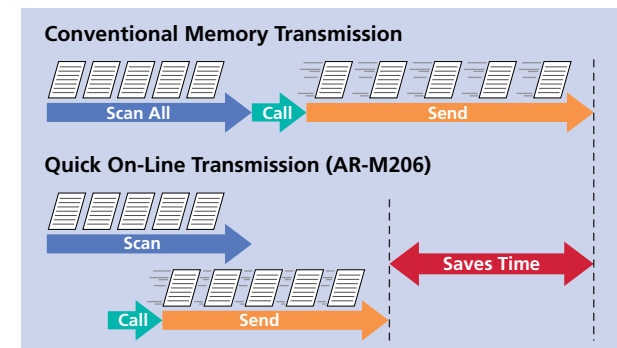 Conventional Memory Transmission
Scan All
Call
Send
Quick On-Line Transmission (AR-M206)
Scan
Saves Time
Call
Send